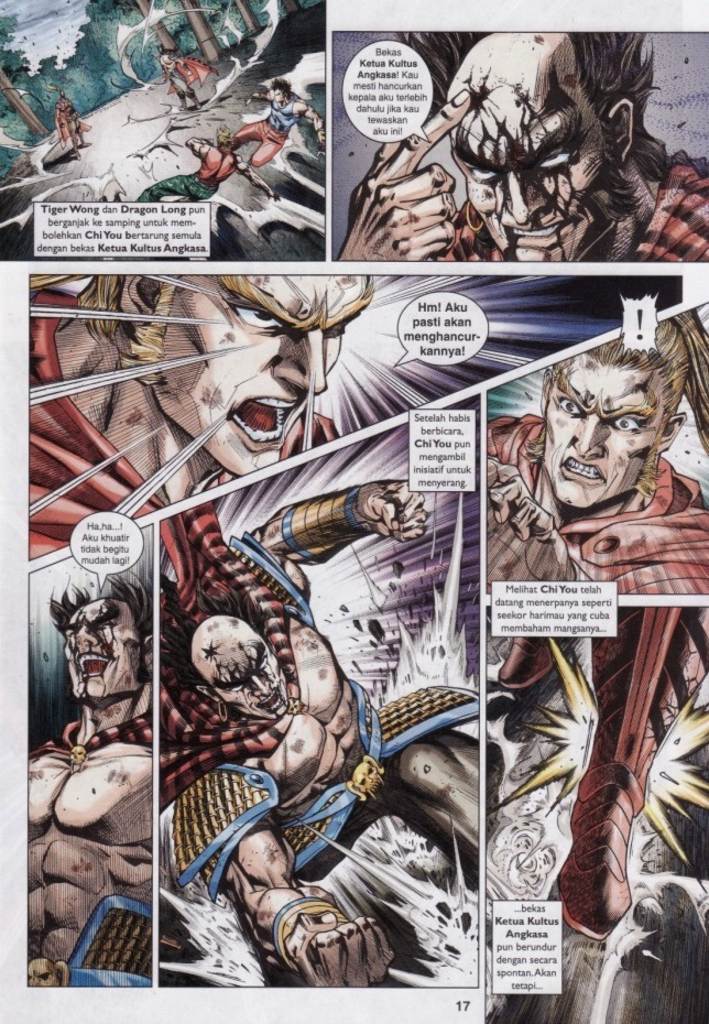 Tiger Wong dan Dragon Long pun
berganjak ke samping untuk mem-
bolehkan Chi You bertarung semula
dengan bekas Ketua Kultus Angkasa.
Bekas
Ketua Kultus
Angkasa! Kau
mesti hancurkan
kepala aku terlebih
dahulu jika kau
tewaskan
aku ini!
Hm! Aku
pasti akan
menghancur-
kannya!
!
Setelah habis
berbicara,
Chi You pun
mengambil
inisiatif untuk
menyerang.
Ha,ha...!
Aku khuatir
tidak begitu
mudah lagi!
Melihat Chi You telah
datang menerpanya seperti
seekor harimau yang cuba
membaham mangsanya...
...bekas
Ketua Kultus
Angkasa
pun berundur
dengan secara
spontan. Akan
tetapi...
17